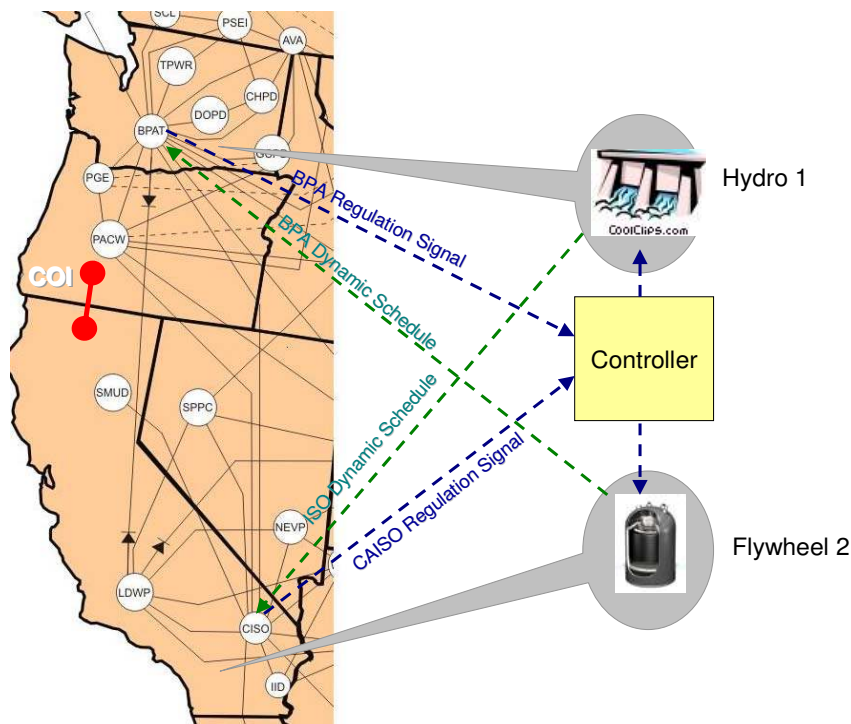 SCL
PSEI
AVA
TPWR
CHPD
DOPD
BPAT
PGE
PACW
COI
SMUD
SPPC
NEVP
LDWP
CISO
IID
BPA Regulation Signal
BPA Dynamic Schedule
ISO Dynamic Schedule
CAISO Regulation Signal
COOLCLIPS.COM
Hydro 1
Controller
Flywheel 2